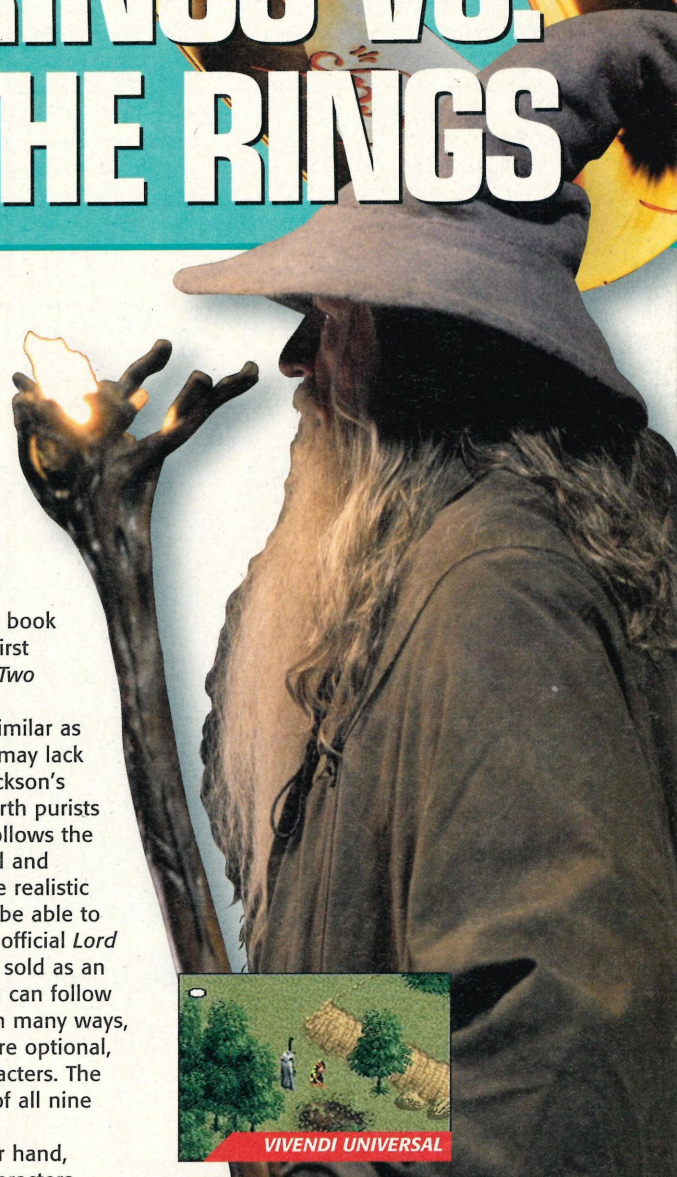 RINGS VS.
HE RINGS
book
irst
Two
imilar as
may lack
ckson's
rth purists
ollows the
d and
e realistic
be able to
official Lord
sold as an
can follow
n many ways,
re optional,
acters. The
of all nine
r hand,
VIVENDI UNIVERSAL